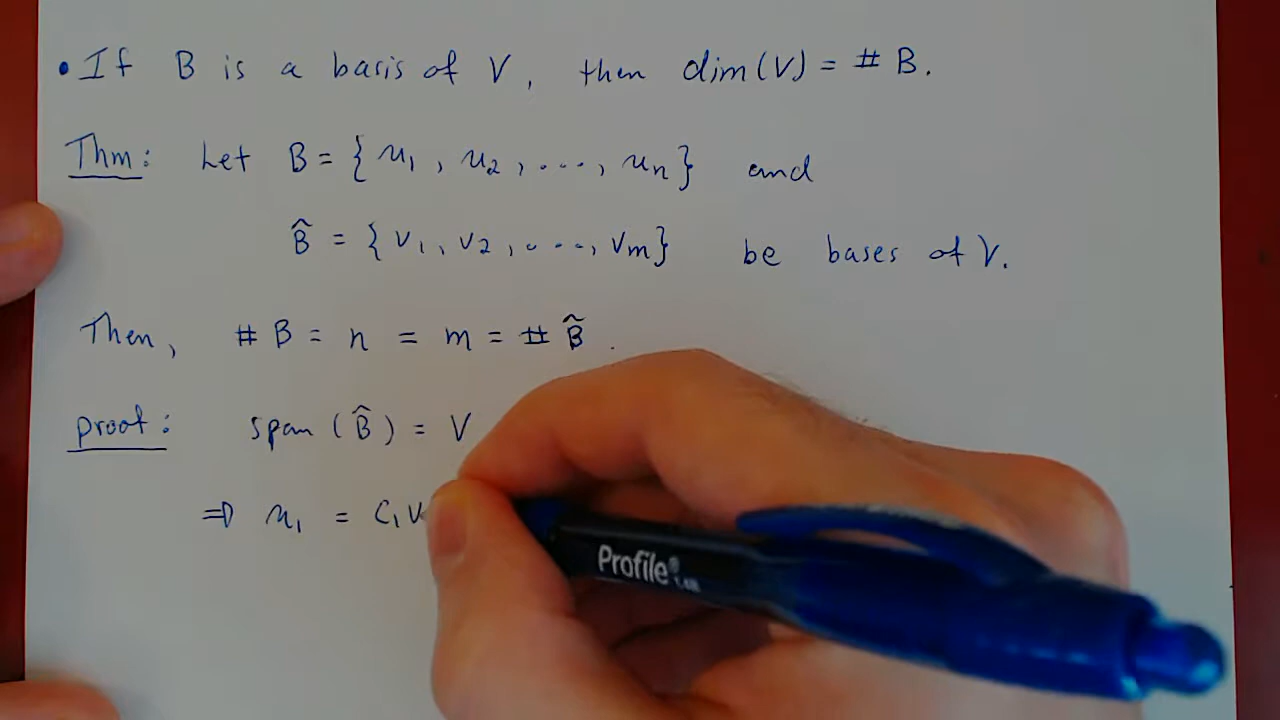 • If B is a basis of V, then dim(V) = # B.
Thm: Let B = { u₁, u₂, ...., uₙ} and
B̂ = { v₁, v₂, ...., vₘ} be bases of V.
Then, # B = n = m = # B̂.
Proof: span (B̂) = V
⇒ u₁ = c₁v
Profile®